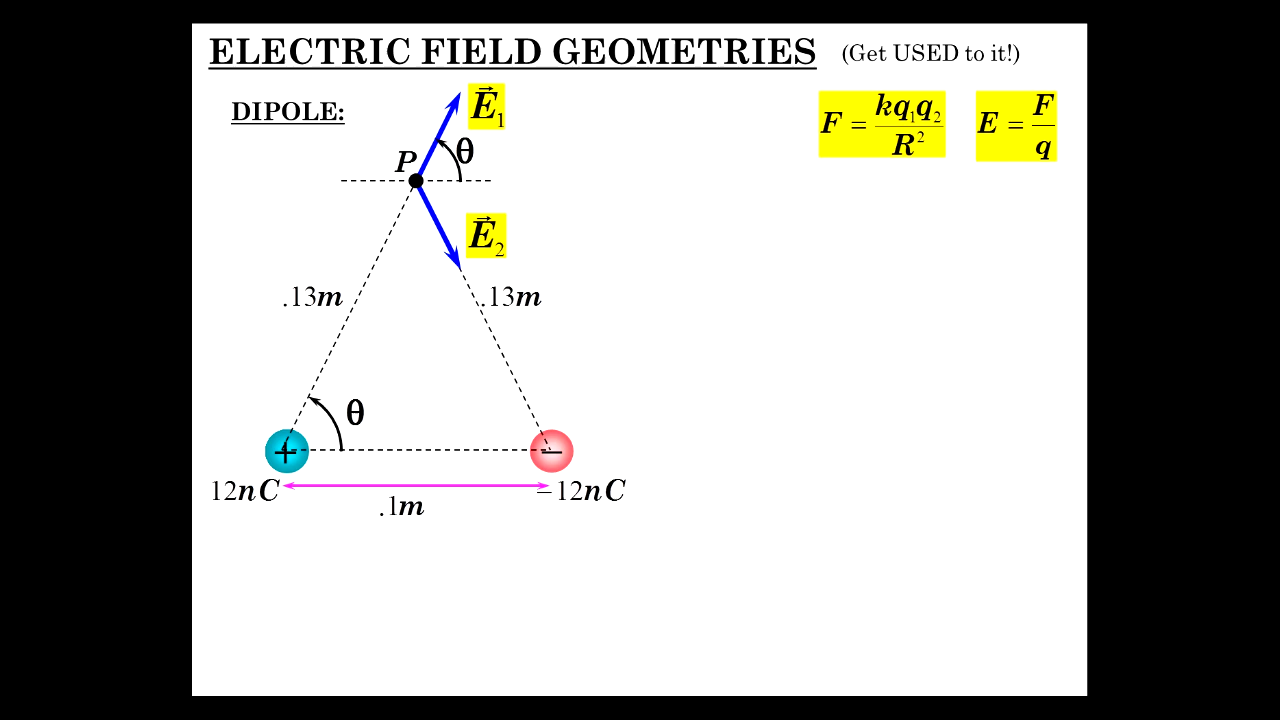 ELECTRIC FIELD GEOMETRIES (Get USED to it!)
DIPOLE:
E⃗₁
F = kq₁q₂/R²
E = F/q
θ
P
E⃗₂
.13m
.13m
θ
+
−
12nC
−12nC
.1m